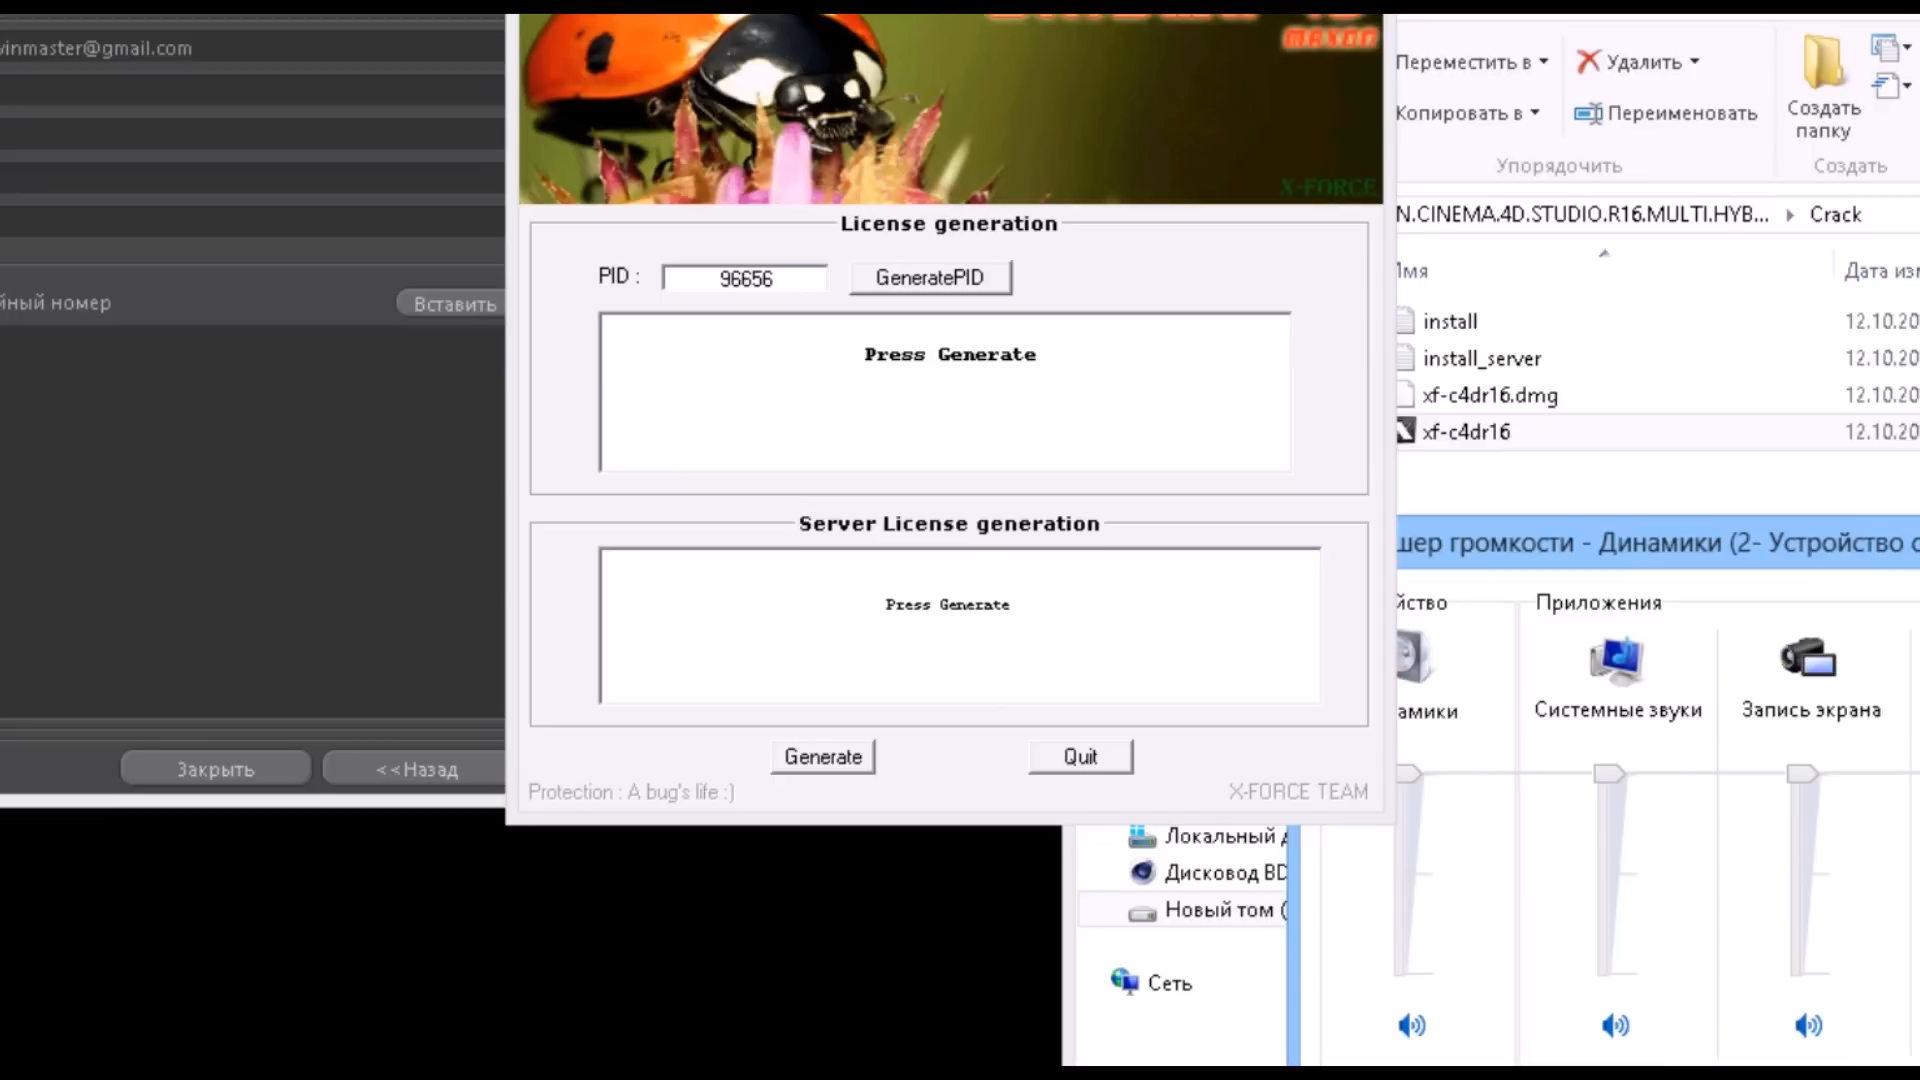 vinmaster@gmail.com
йный номер
Вставить
Закрыть
<<Назад
MAXON
X-FORCE
License generation
PID :
96656
GeneratePID
Press Generate
Server License generation
Press Generate
Generate
Quit
Protection : A bug's life :)
X-FORCE TEAM
Переместить в
Удалить
Копировать в
Переименовать
Создать
папку
Упорядочить
Создать
N.CINEMA.4D.STUDIO.R16.MULTI.HYB...
Crack
Имя
Дата изм
install
12.10.20
install_server
12.10.20
xf-c4dr16.dmg
12.10.20
xf-c4dr16
12.10.20
шер громкости - Динамики (2- Устройство с
йство
Приложения
амики
Системные звуки
Запись экрана
Локальный д
Дисковод BD
Новый том (
Сеть